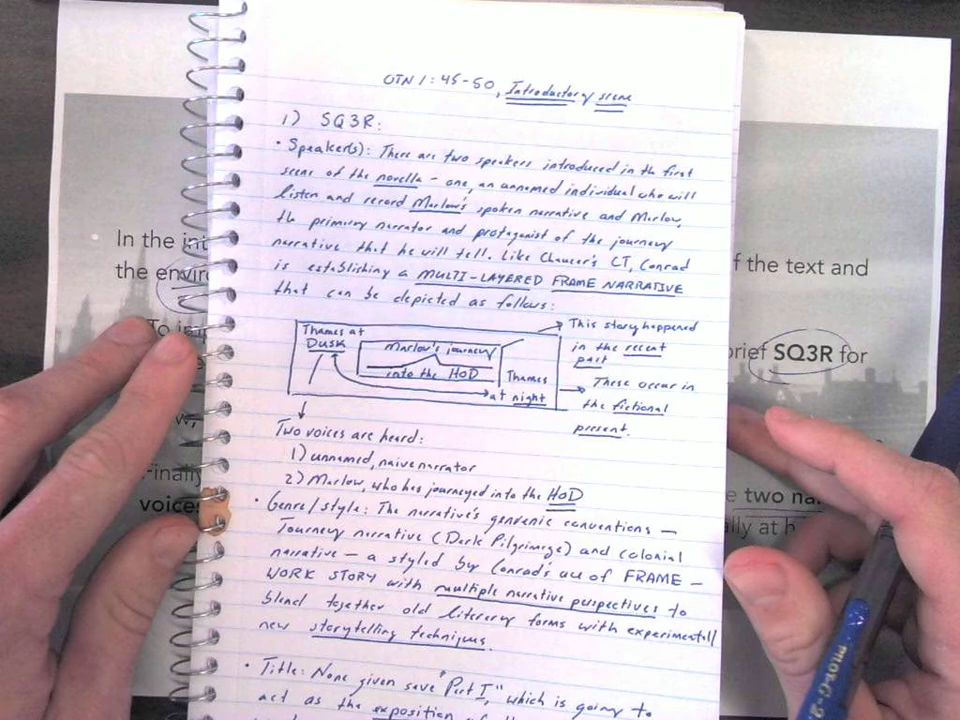 OTN 1: 45-50, Introductory scene
1) SQ3R:
• Speaker(s): There are two speakers introduced in th first
scene of the novella – one, an unnamed individual who will
listen and record Marlow's spoken narrative and Marlow,
th primary narrator and protagonist of the journey
narrative that he will tell. Like Chaucer's CT, Conrad
is establishing a MULTI-LAYERED FRAME NARRATIVE
that can be depicted as follows:
Thames at
DUSK
Marlow's journey
into the HoD
Thames
at night
This story happened
in the recent
past
These occur in
the fictional
present.
Two voices are heard:
1) unnamed, naive narrator
2) Marlow, who has journeyed into the HoD
• Genre/style: The narrative's generic conventions –
Journey narrative (Dark Pilgrimage) and colonial
narrative – a styled by Conrad's use of FRAME-
WORK STORY with multiple narrative perspectives to
blend together old literary forms with experimental
new storytelling techniques.
• Title: None given save "Part I", which is going to
act as the exposition of the
In the int
the enviro
To imp
w,
Finally
voices
f the text and
brief SQ3R for
e two na
ally at h
PILOT G-2